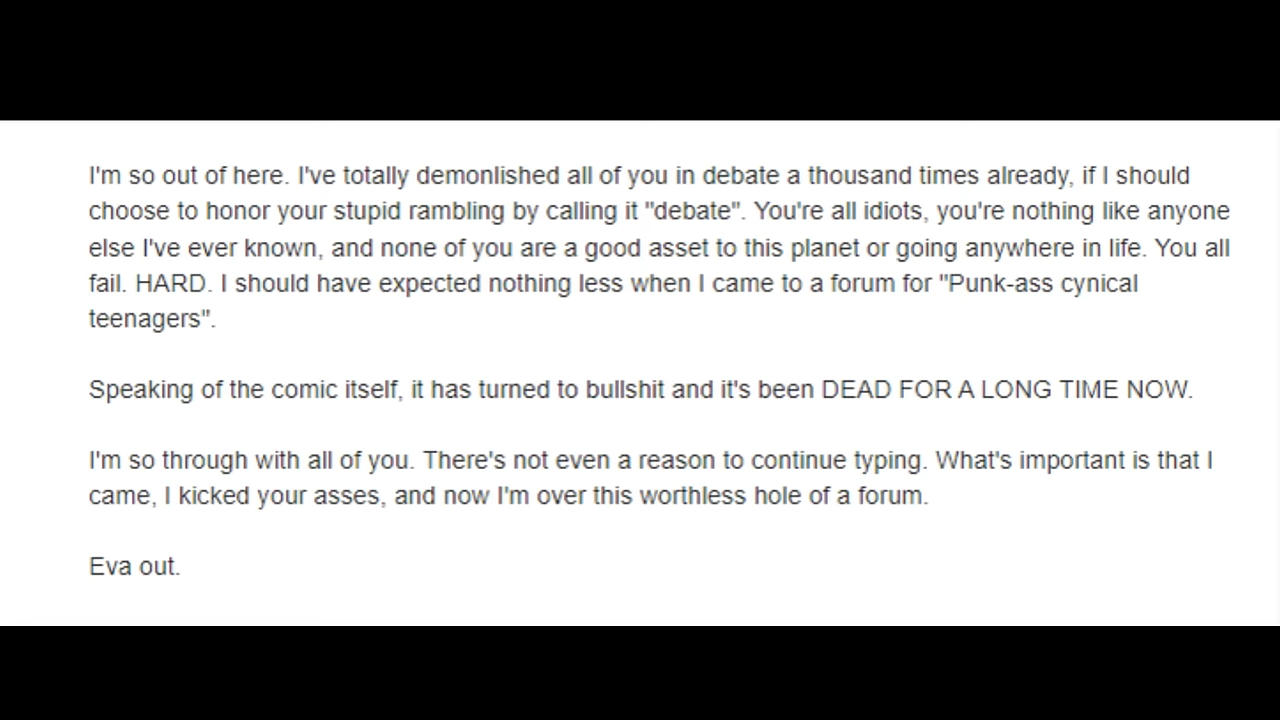 I'm so out of here. I've totally demonlished all of you in debate a thousand times already, if I should
choose to honor your stupid rambling by calling it "debate". You're all idiots, you're nothing like anyone
else I've ever known, and none of you are a good asset to this planet or going anywhere in life. You all
fail. HARD. I should have expected nothing less when I came to a forum for "Punk-ass cynical
teenagers".
Speaking of the comic itself, it has turned to bullshit and it's been DEAD FOR A LONG TIME NOW.
I'm so through with all of you. There's not even a reason to continue typing. What's important is that I
came, I kicked your asses, and now I'm over this worthless hole of a forum.
Eva out.